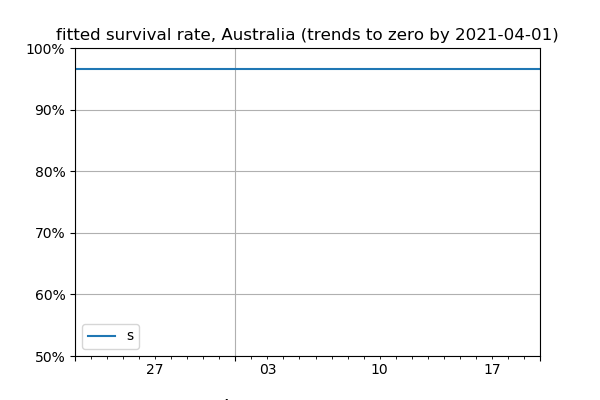 fitted survival rate, Australia (trends to zero by 2021-04-01)
100%
90%
80%
70%
60%
50%
s
27 03 10 17